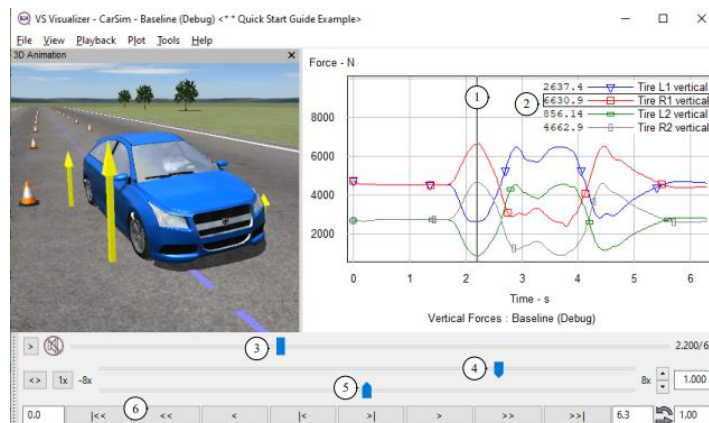 VS Visualizer - CarSim - Baseline (Debug) <* * Quick Start Guide Example>
File View Playback Plot Tools Help
3D Animation
Force - N
2637.4 Tire L1 vertical
6630.9 Tire R1 vertical
856.14 Tire L2 vertical
4662.9 Tire R2 vertical
1
2
8000
6000
4000
2000
0 1 2 3 4 5 6
Time - s
Vertical Forces : Baseline (Debug)
> 3 2.200/6
<> 1x -8x 4 8x 1.000
5
0.0 |<< 6 << < |< >| > >> >>| 6.3 1.00